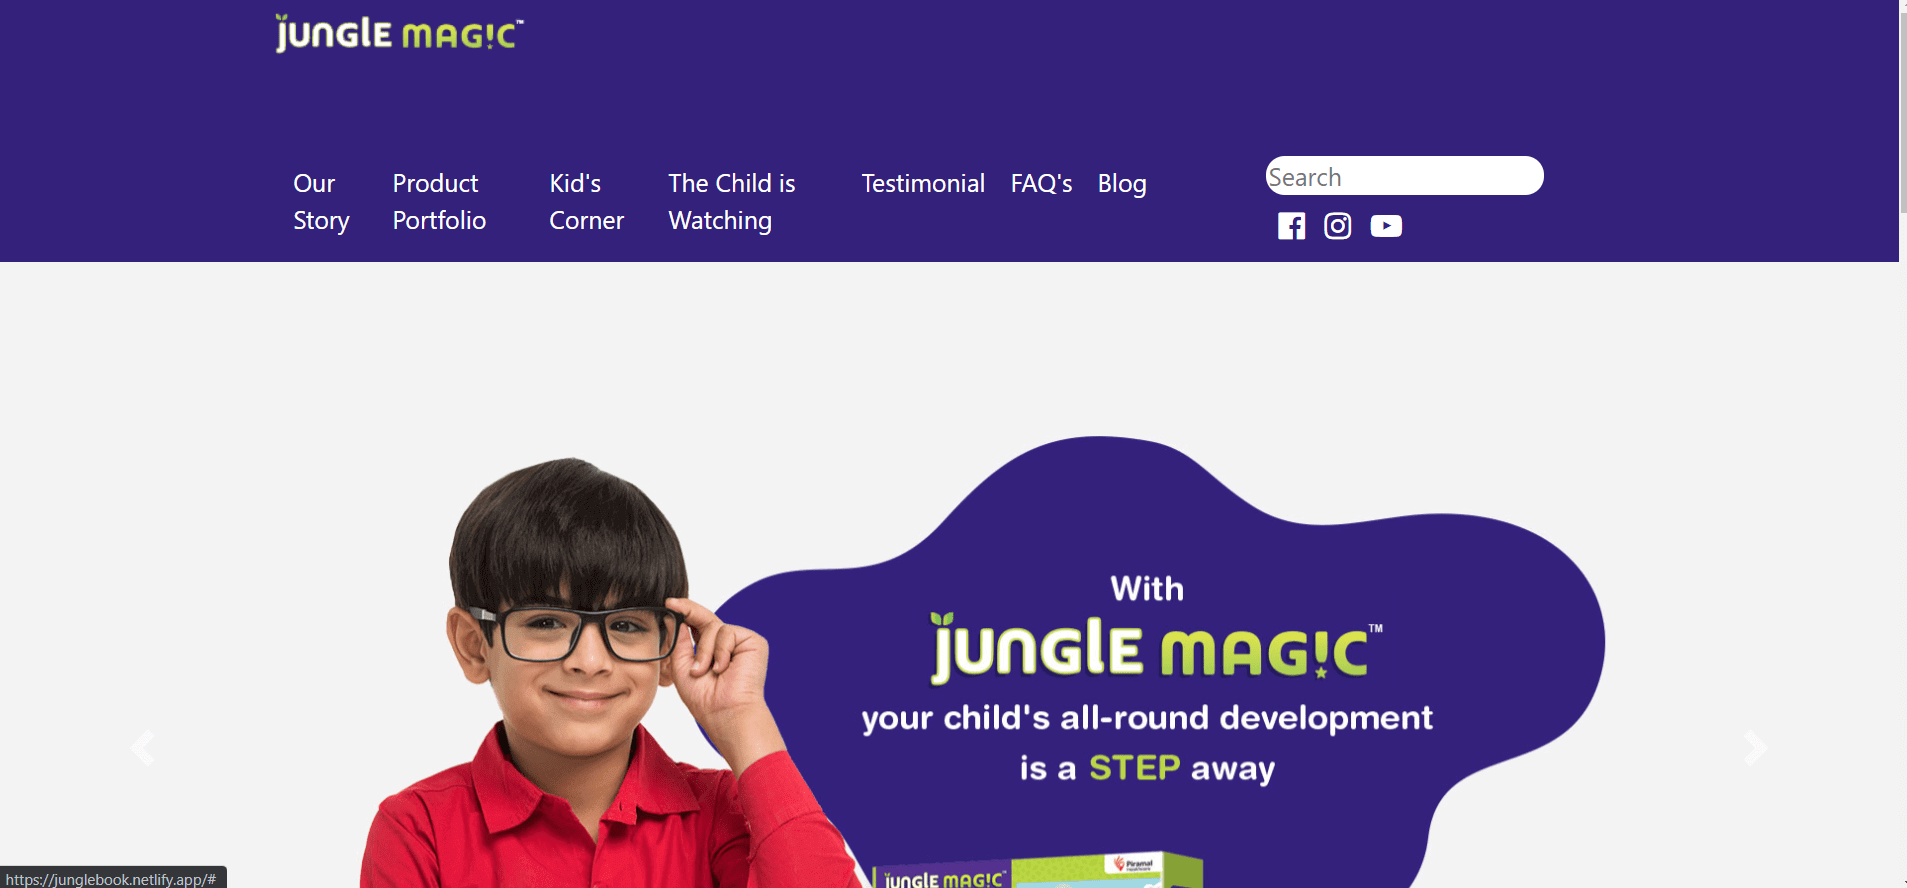 jungle magic™
Our Story
Product Portfolio
Kid's Corner
The Child is Watching
Testimonial
FAQ's
Blog
Search
With
jungle magic™
your child's all-round development
is a STEP away
Piramal
jungle magic™
https://junglebook.netlify.app/#